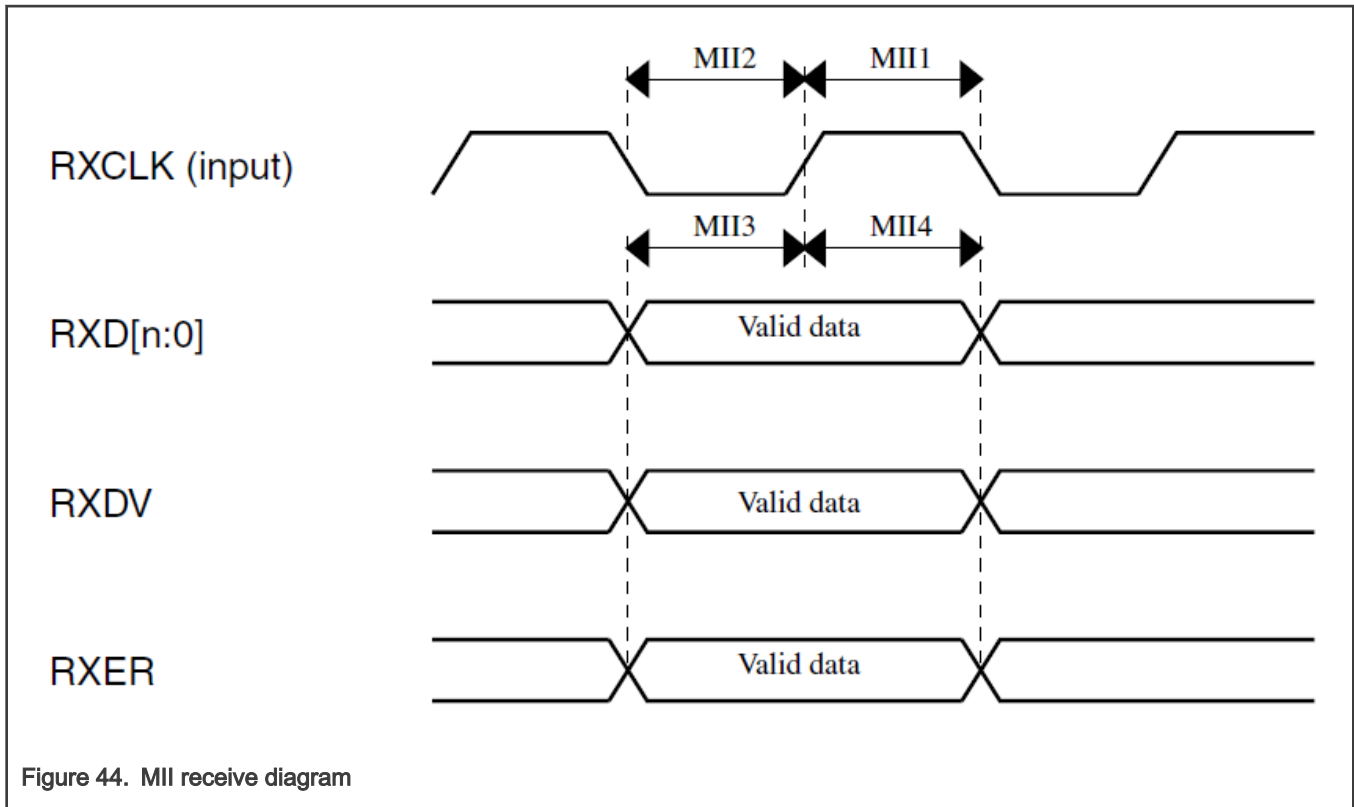 MII2 MII1
RXCLK (input)
MII3 MII4
RXD[n:0] Valid data
RXDV Valid data
RXER Valid data
Figure 44. MII receive diagram